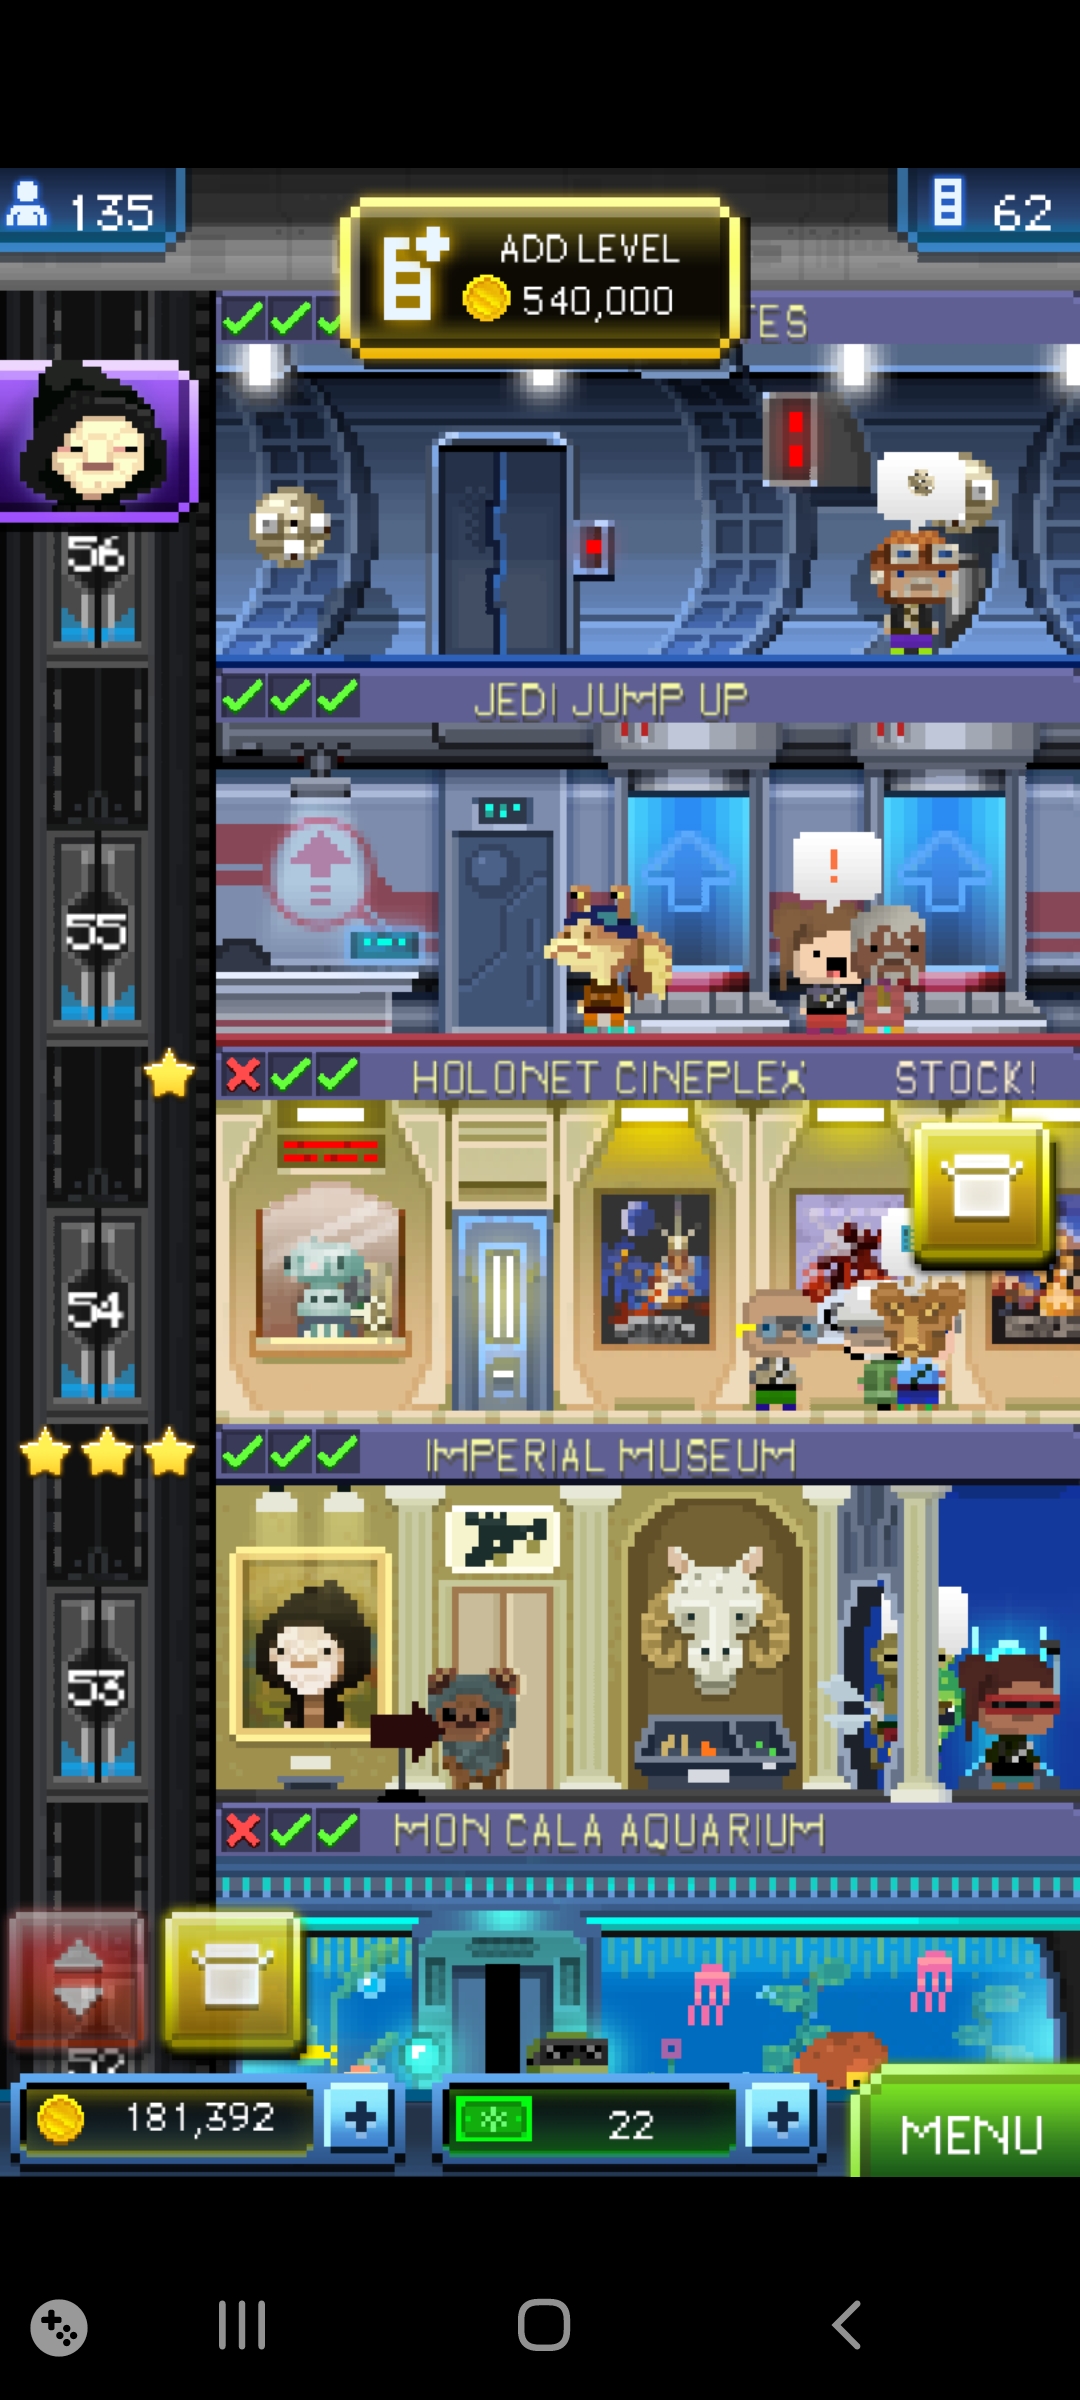 135
62
ADD LEVEL
540,000
56
JEDI JUMP UP
55
HOLONET CINEPLEX
STOCK!
54
IMPERIAL MUSEUM
53
MON CALA AQUARIUM
52
181,392
22
MENU